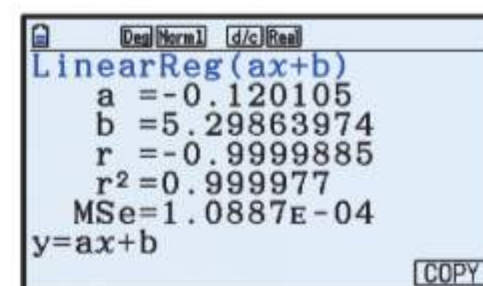 Deg Norm1 d/c Real
LinearReg(ax+b)
a =-0.120105
b =5.29863974
r =-0.9999885
r²=0.999977
MSe=1.0887ᴇ-04
y=ax+b
COPY